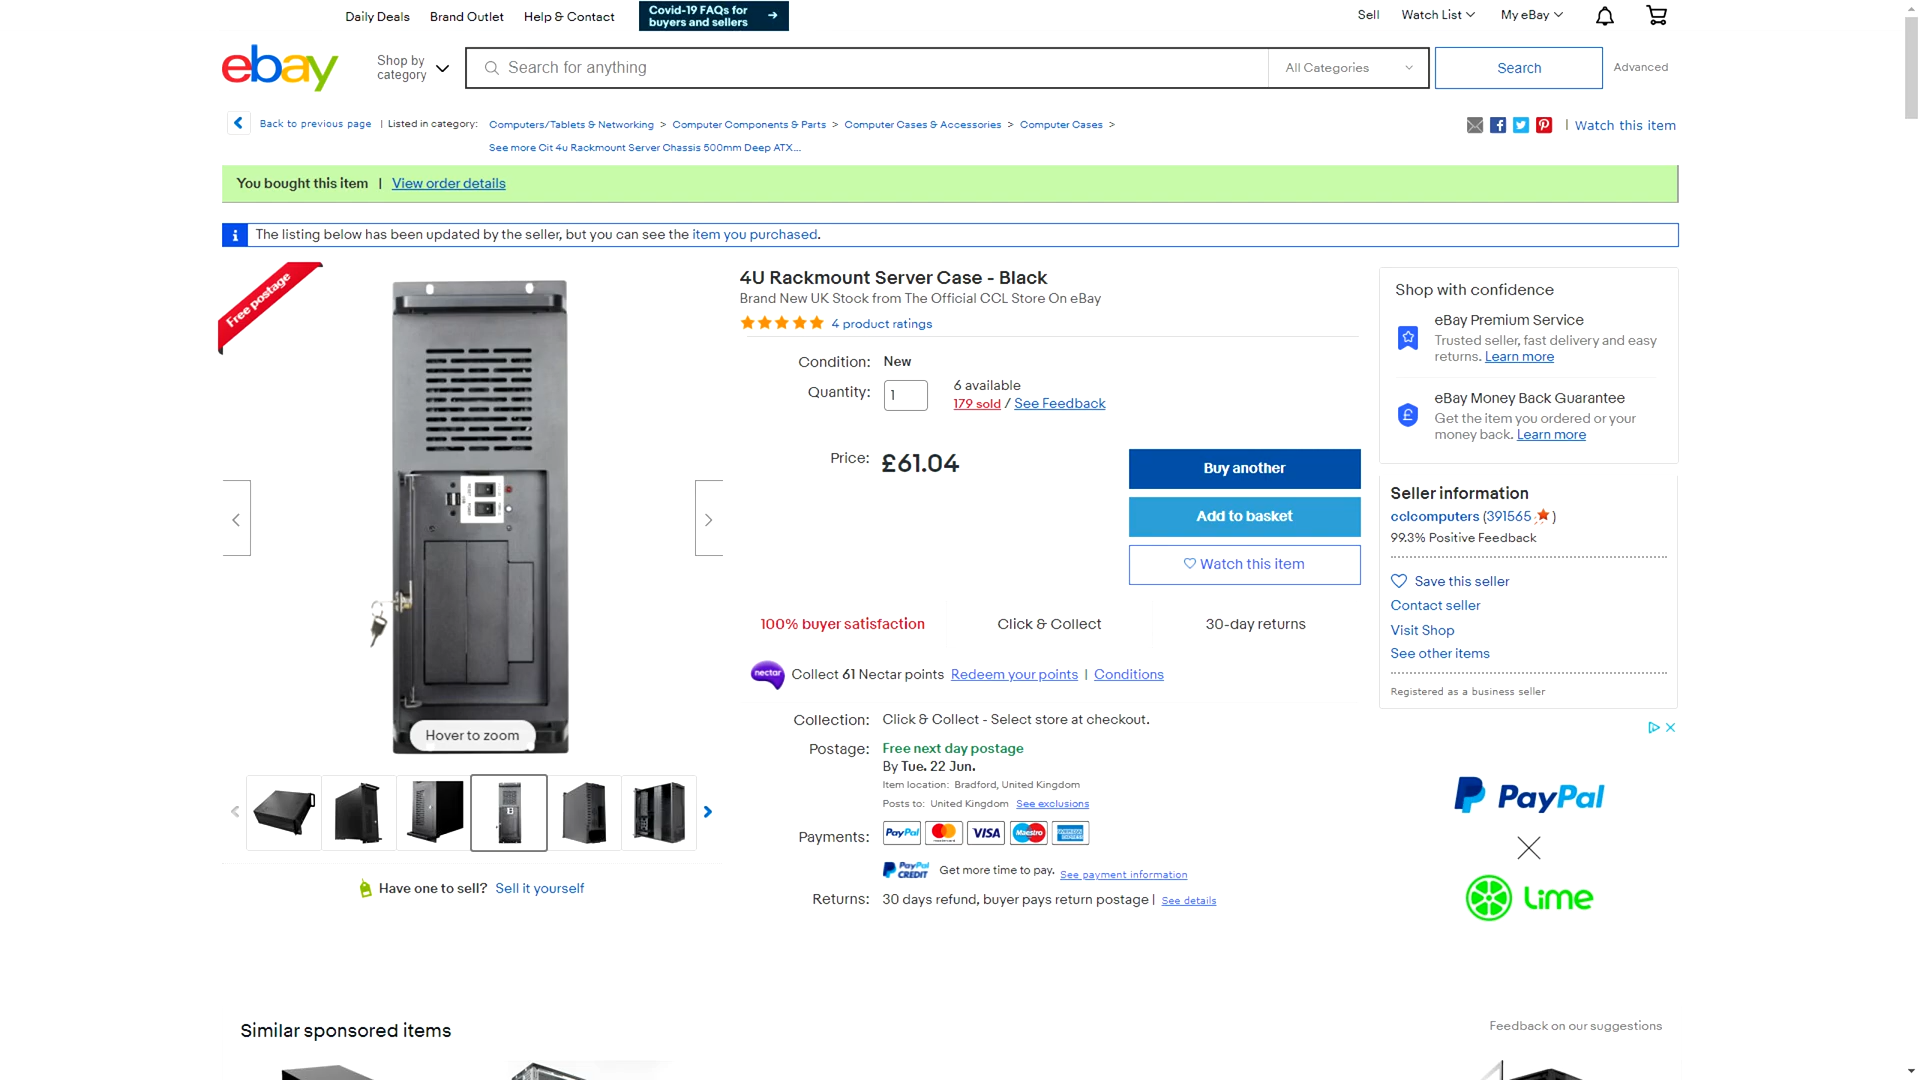 Daily Deals Brand Outlet Help & Contact
Covid-19 FAQs for
buyers and sellers
Sell Watch List My eBay
ebay
Shop by
category
Search for anything
All Categories
Search
Advanced
Back to previous page | Listed in category: Computers/Tablets & Networking > Computer Components & Parts > Computer Cases & Accessories > Computer Cases >
| Watch this item
See more Cit 4u Rackmount Server Chassis 500mm Deep ATX...
You bought this item | View order details
i The listing below has been updated by the seller, but you can see the item you purchased.
Free postage
Hover to zoom
Have one to sell? Sell it yourself
4U Rackmount Server Case - Black
Brand New UK Stock from The Official CCL Store On eBay
4 product ratings
Condition: New
Quantity: 1
6 available
179 sold / See Feedback
Price: £61.04
Buy another
Add to basket
Watch this item
100% buyer satisfaction
Click & Collect
30-day returns
nectar Collect 61 Nectar points Redeem your points | Conditions
Collection: Click & Collect - Select store at checkout.
Postage: Free next day postage
By Tue. 22 Jun.
Item location: Bradford, United Kingdom
Posts to: United Kingdom See exclusions
Payments: PayPal VISA Maestro
PayPal CREDIT Get more time to pay. See payment information
Returns: 30 days refund, buyer pays return postage | See details
Shop with confidence
eBay Premium Service
Trusted seller, fast delivery and easy
returns. Learn more
eBay Money Back Guarantee
Get the item you ordered or your
money back. Learn more
Seller information
cclcomputers (391565 )
99.3% Positive Feedback
Save this seller
Contact seller
Visit Shop
See other items
Registered as a business seller
PayPal
Lime
Similar sponsored items
Feedback on our suggestions